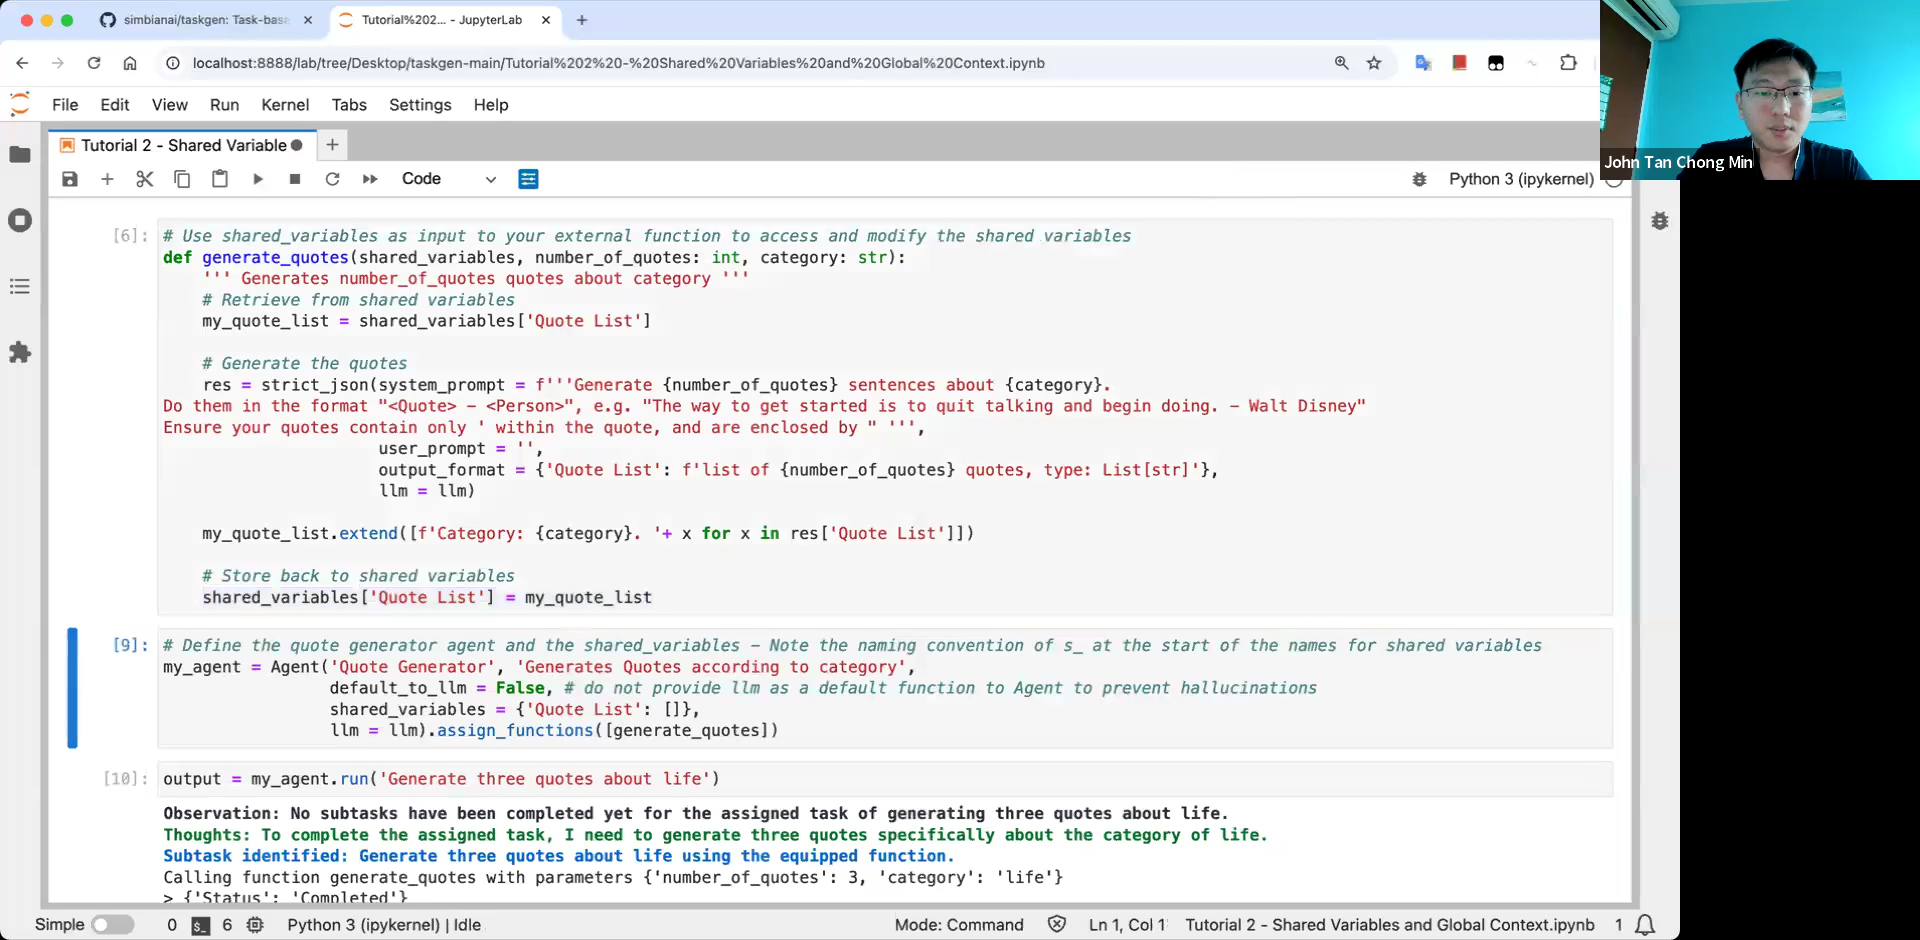 simbianai/taskgen: Task-bas
Tutorial%202... - JupyterLab
localhost:8888/lab/tree/Desktop/taskgen-main/Tutorial%202%20-%20Shared%20Variables%20and%20Global%20Context.ipynb
File Edit View Run Kernel Tabs Settings Help
John Tan Chong Min
Tutorial 2 - Shared Variable
Code
Python 3 (ipykernel)
[6]:
# Use shared_variables as input to your external function to access and modify the shared variables
def generate_quotes(shared_variables, number_of_quotes: int, category: str):
''' Generates number_of_quotes quotes about category '''
# Retrieve from shared variables
my_quote_list = shared_variables['Quote List']
# Generate the quotes
res = strict_json(system_prompt = f'''Generate {number_of_quotes} sentences about {category}.
Do them in the format "<Quote> - <Person>", e.g. "The way to get started is to quit talking and begin doing. - Walt Disney"
Ensure your quotes contain only ' within the quote, and are enclosed by " ''',
user_prompt = '',
output_format = {'Quote List': f'list of {number_of_quotes} quotes, type: List[str]'},
llm = llm)
my_quote_list.extend([f'Category: {category}. '+ x for x in res['Quote List']])
# Store back to shared variables
shared_variables['Quote List'] = my_quote_list
[9]:
# Define the quote generator agent and the shared_variables - Note the naming convention of s_ at the start of the names for shared variables
my_agent = Agent('Quote Generator', 'Generates Quotes according to category',
default_to_llm = False, # do not provide llm as a default function to Agent to prevent hallucinations
shared_variables = {'Quote List': []},
llm = llm).assign_functions([generate_quotes])
[10]:
output = my_agent.run('Generate three quotes about life')
Observation: No subtasks have been completed yet for the assigned task of generating three quotes about life.
Thoughts: To complete the assigned task, I need to generate three quotes specifically about the category of life.
Subtask identified: Generate three quotes about life using the equipped function.
Calling function generate_quotes with parameters {'number_of_quotes': 3, 'category': 'life'}
> {'Status': 'Completed'}
Simple 0 $_ 6 Python 3 (ipykernel) | Idle Mode: Command Ln 1, Col 1 Tutorial 2 - Shared Variables and Global Context.ipynb 1